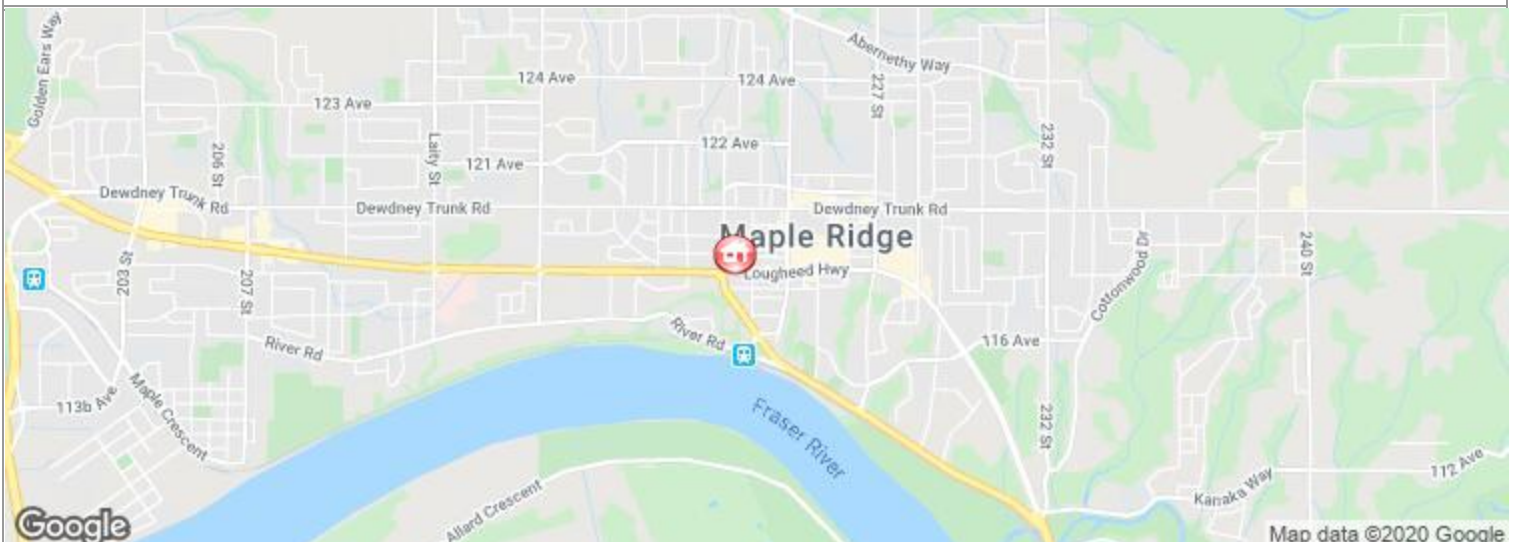 Golden Ears Way
Abernethy Way
124 Ave
124 Ave
227 St
123 Ave
Laity St
232 St
206 St
122 Ave
121 Ave
Dewdney Trunk Rd
Dewdney Trunk Rd
Dewdney Trunk Rd
Maple Ridge
240 St
Cottonwood Dr
203 St
207 St
Lougheed Hwy
River Rd
River Rd
116 Ave
113b Ave
Maple Crescent
Fraser River
232 St
112 Ave
Kanaka Way
Allard Crescent
Google
Map data ©2020 Google